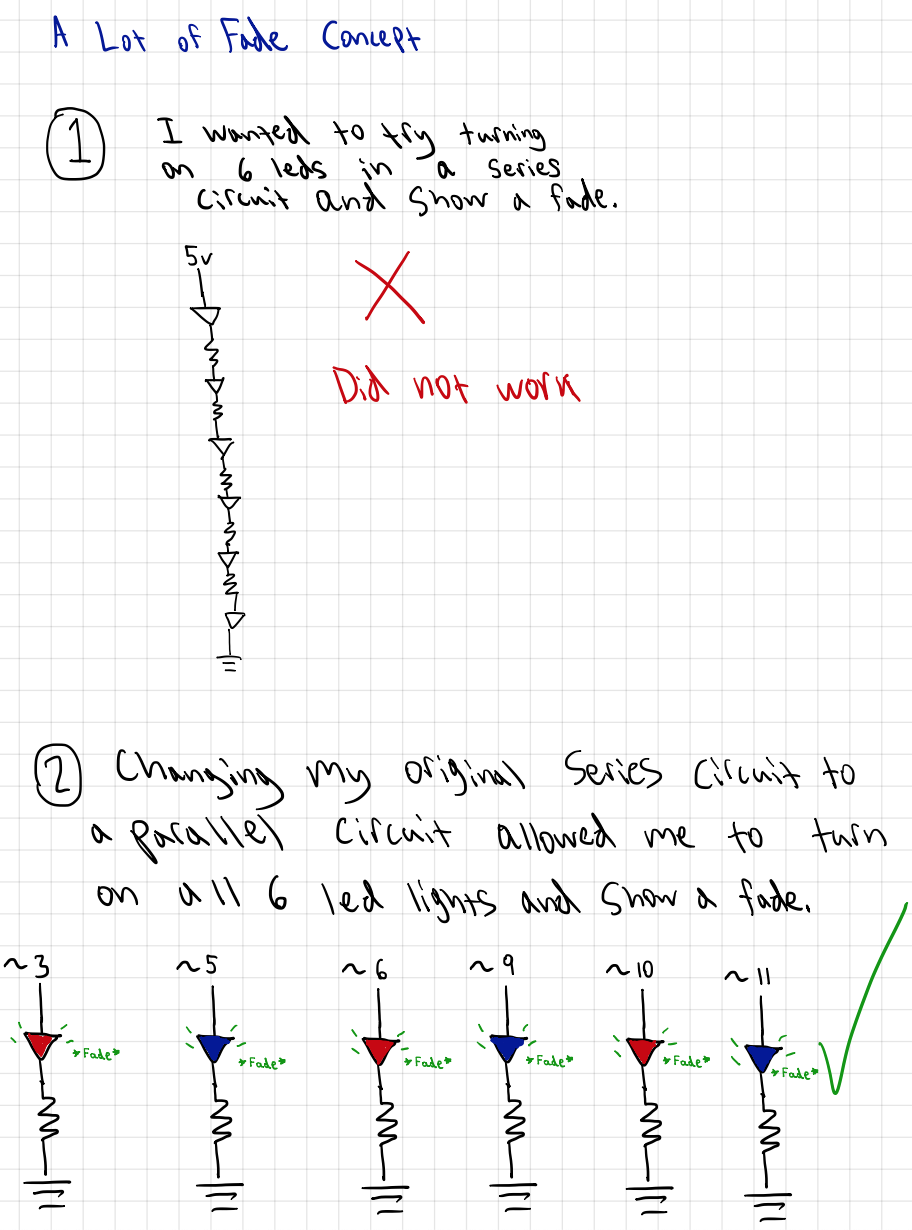 A Lot of Fade Concept
1 I wanted to try turning
on 6 leds in a series
circuit and show a fade.
5v
Did not work
2 Changing my original series circuit to
a parallel circuit allowed me to turn
on all 6 led lights and show a fade.
~3 ~5 ~6 ~9 ~10 ~11
*Fade* *Fade* *Fade* *Fade* *Fade* *Fade*